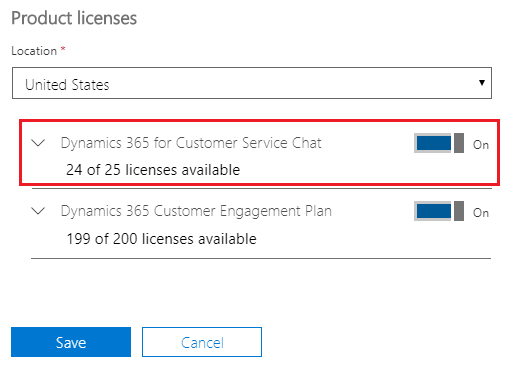 Product licenses
Location *
United States
Dynamics 365 for Customer Service Chat
On
24 of 25 licenses available
Dynamics 365 Customer Engagement Plan
On
199 of 200 licenses available
Save
Cancel